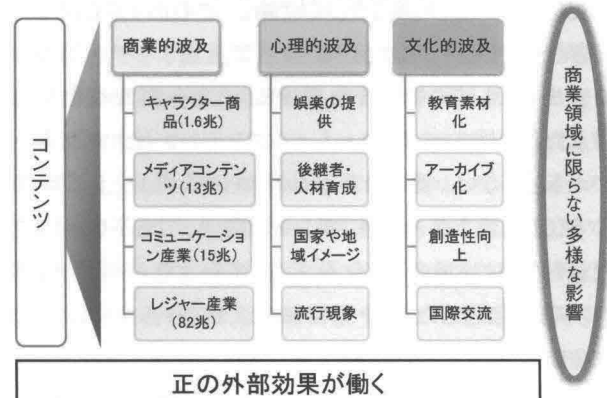 コンテンツ
商業的波及
キャラクター商
品(1.6兆)
メディアコンテン
ツ(13兆)
コミュニケーショ
ン産業(15兆)
レジャー産業
(82兆)
心理的波及
娯楽の提
供
後継者・
人材育成
国家や地
域イメージ
流行現象
文化的波及
教育素材
化
アーカイブ
化
創造性向
上
国際交流
商業領域に限らない多様な影響
正の外部効果が働く